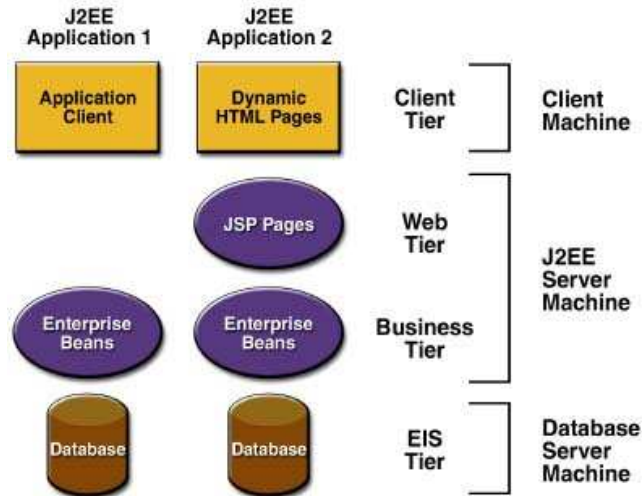 J2EE
Application 1
J2EE
Application 2
Application
Client
Dynamic
HTML Pages
Client
Tier
Client
Machine
JSP Pages
Web
Tier
J2EE
Server
Machine
Enterprise
Beans
Enterprise
Beans
Business
Tier
Database
Database
EIS
Tier
Database
Server
Machine